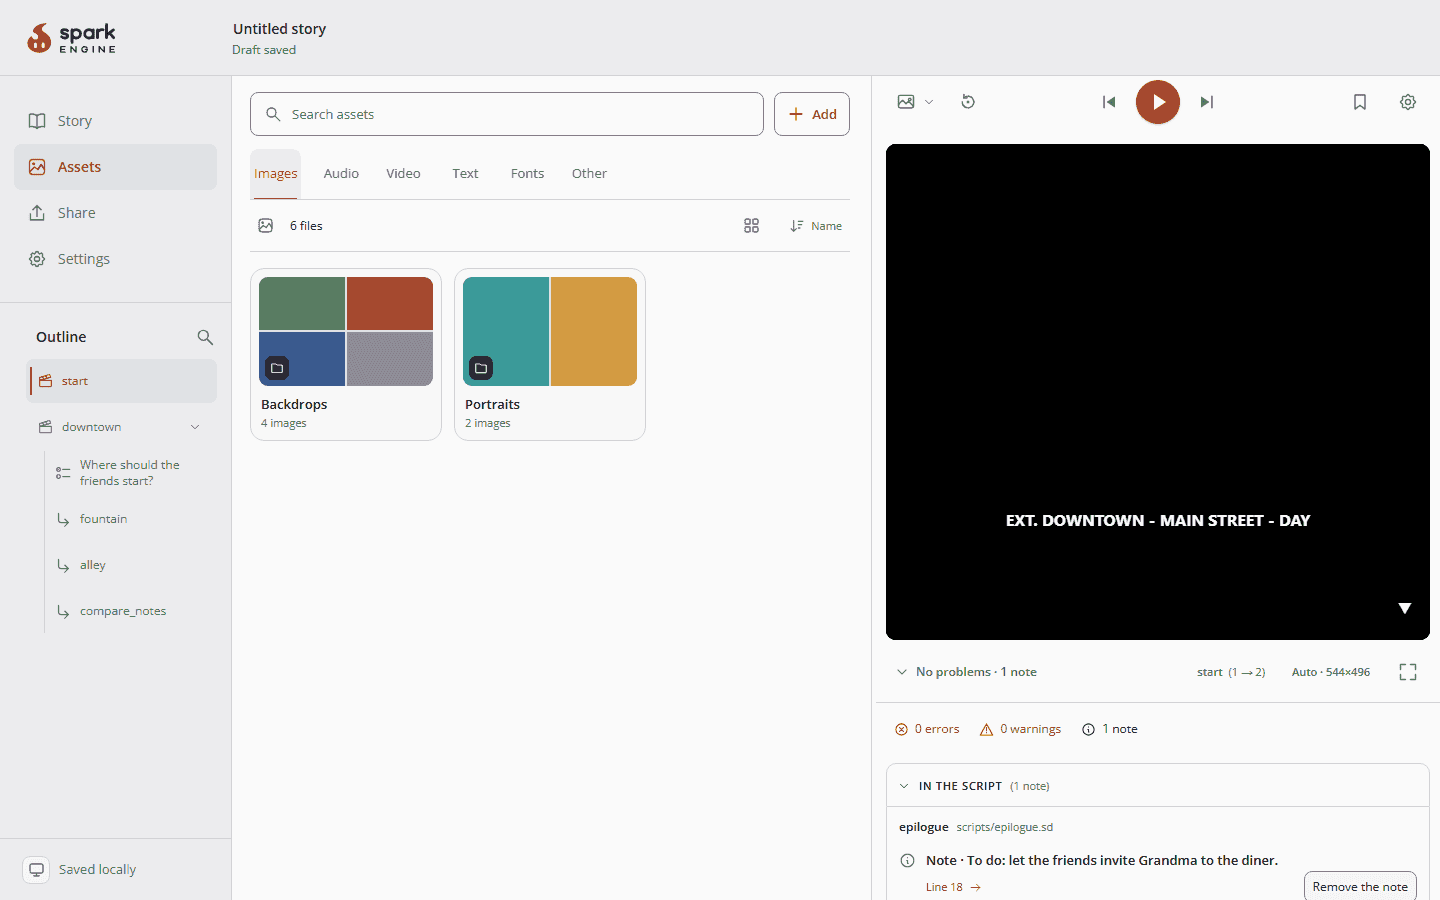 spark
ENGINE
Untitled story
Draft saved
Story
Assets
Share
Settings
Outline
start
downtown
Where should the
friends start?
fountain
alley
compare_notes
Saved locally
Search assets
Add
Images
Audio
Video
Text
Fonts
Other
6 files
Name
Backdrops
4 images
Portraits
2 images
EXT. DOWNTOWN - MAIN STREET - DAY
No problems · 1 note
start (1 → 2)
Auto · 544×496
0 errors
0 warnings
1 note
IN THE SCRIPT (1 note)
epilogue scripts/epilogue.sd
Note · To do: let the friends invite Grandma to the diner.
Line 18 →
Remove the note